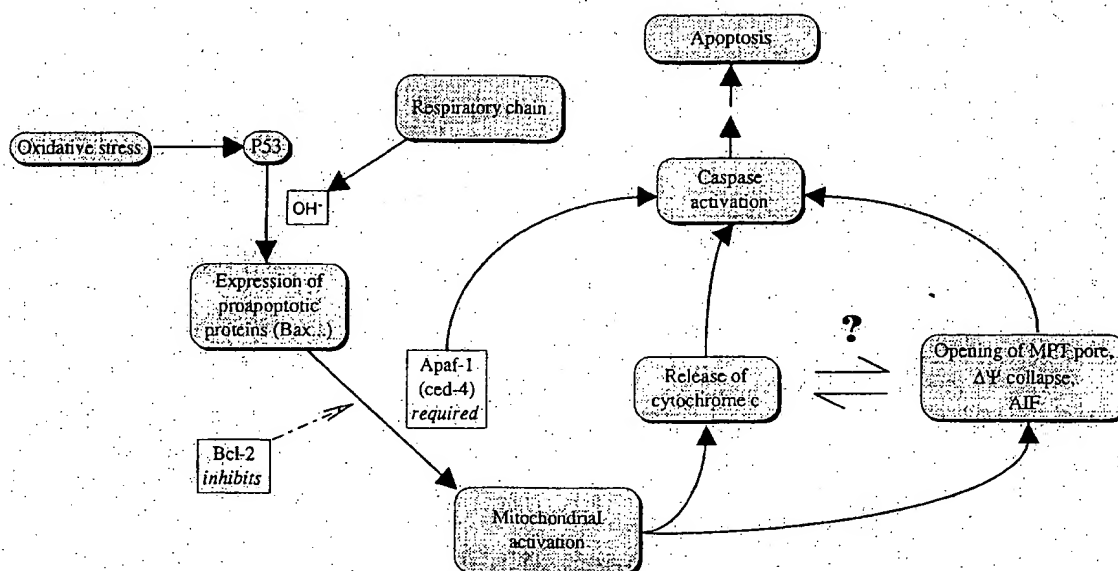 Apoptosis
Respiratory chain
Oxidative stress
P53
OH-
Caspase
activation
Expression of
proapoptotic
proteins (Bax...)
?
Apaf-1
(ced-4)
required
Release of
cytochrome c
Opening of MPT pore,
ΔΨ collapse,
AIF
Bcl-2
inhibits
Mitochondrial
activation